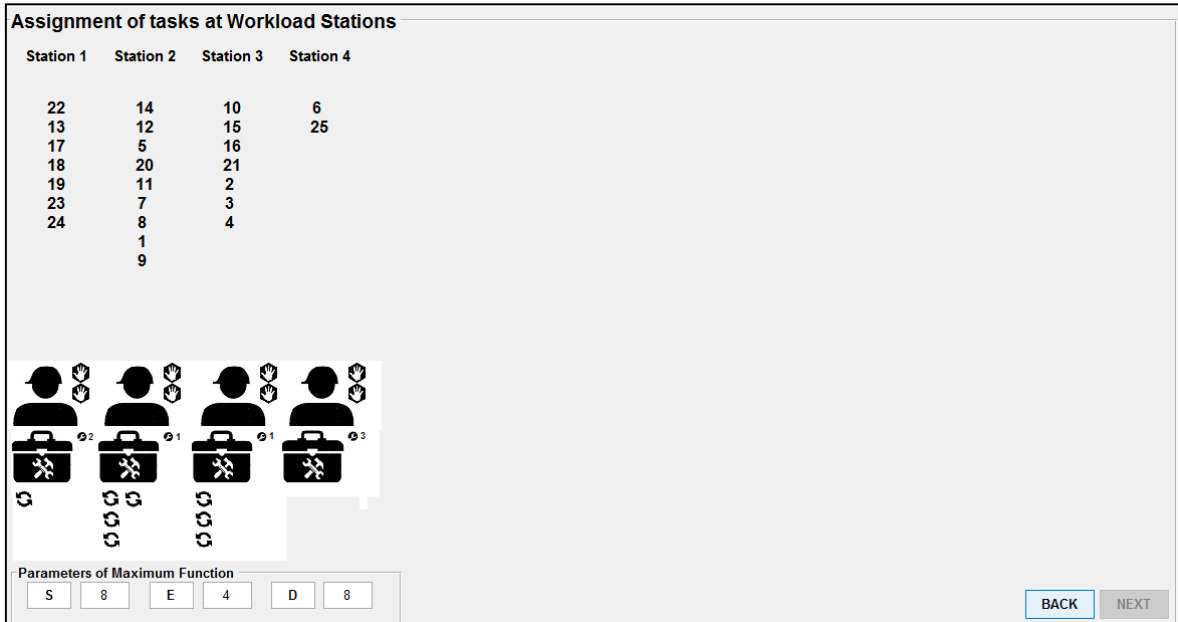 Assignment of tasks at Workload Stations
Station 1 Station 2 Station 3 Station 4
22 14 10 6
13 12 15 25
17 5 16
18 20 21
19 11 2
23 7 3
24 8 4
1
9
2 1 1 3
Parameters of Maximum Function
S 8 E 4 D 8
BACK NEXT